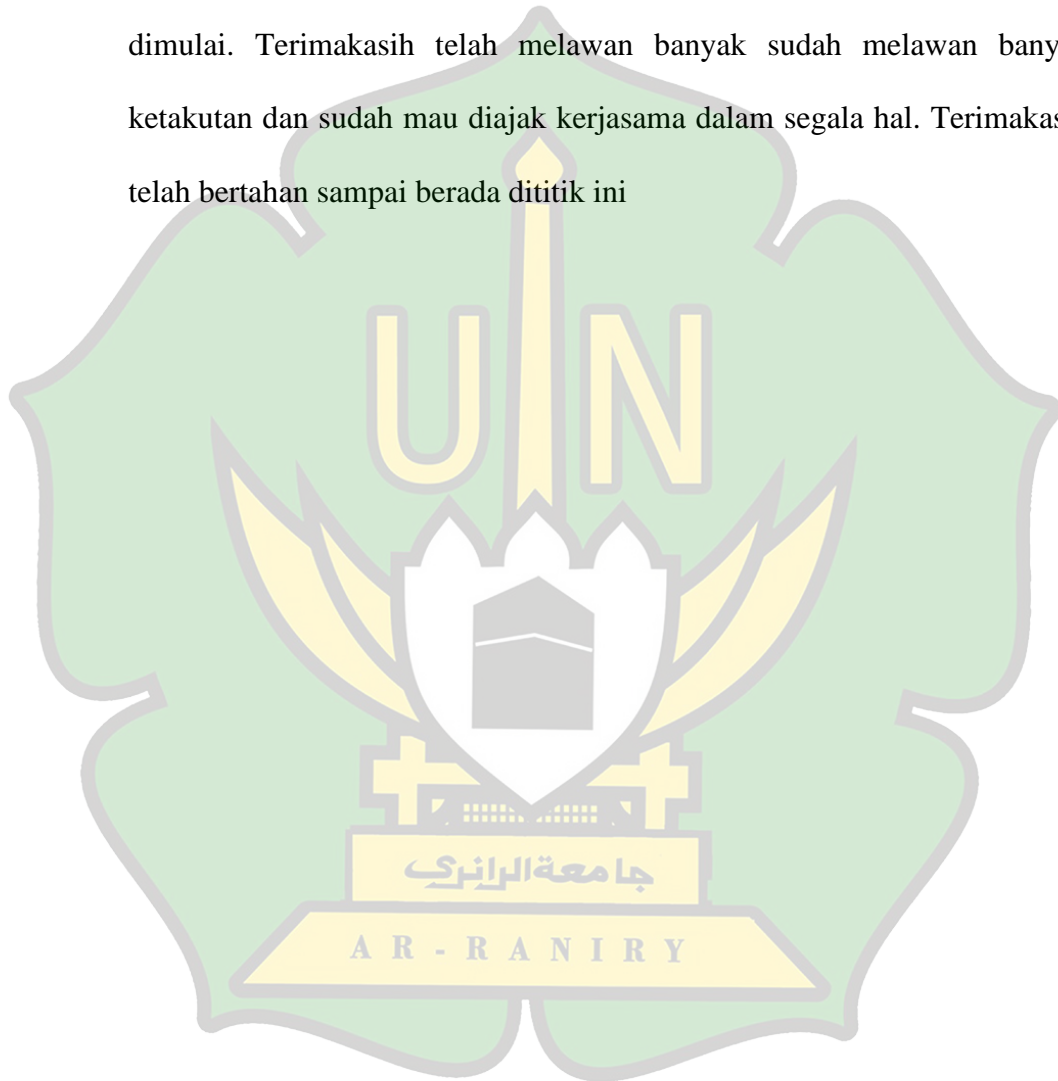 dimulai. Terimakasih telah melawan banyak sudah melawan bany
ketakutan dan sudah mau diajak kerjasama dalam segala hal. Terimakas
telah bertahan sampai berada dititik ini
UIN
جامعة الرانري
AR-RANIRY